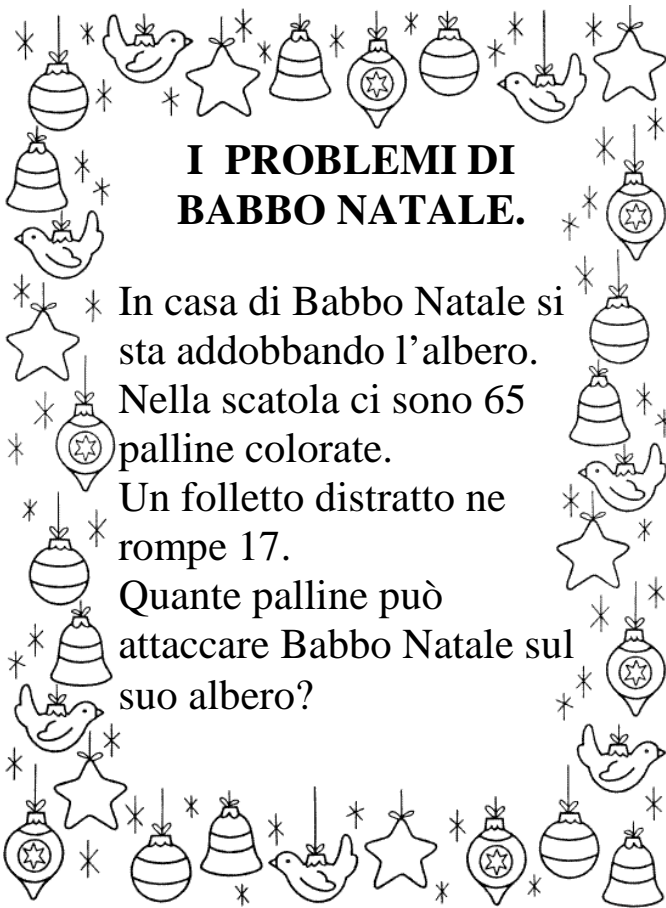 I PROBLEMI DI
BABBO NATALE.
In casa di Babbo Natale si
sta addobbando l’albero.
Nella scatola ci sono 65
palline colorate.
Un folletto distratto ne
rompe 17.
Quante palline può
attaccare Babbo Natale sul
suo albero?